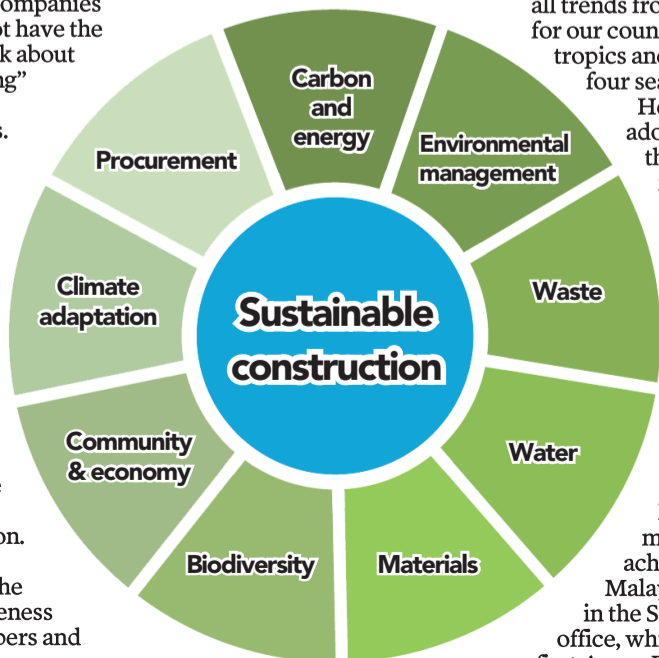 ompanies
ot have the
k about
ng"
s.
all trends fro
for our coun
tropics and
four sea
He
ado
th
Carbon
and
energy
Environmental
management
Procurement
Waste
Climate
adaptation
Sustainable
construction
Water
Community
& economy
Materials
Biodiversity
on.
he
eness
pers and
m
ach
Malay
in the S
office, whi